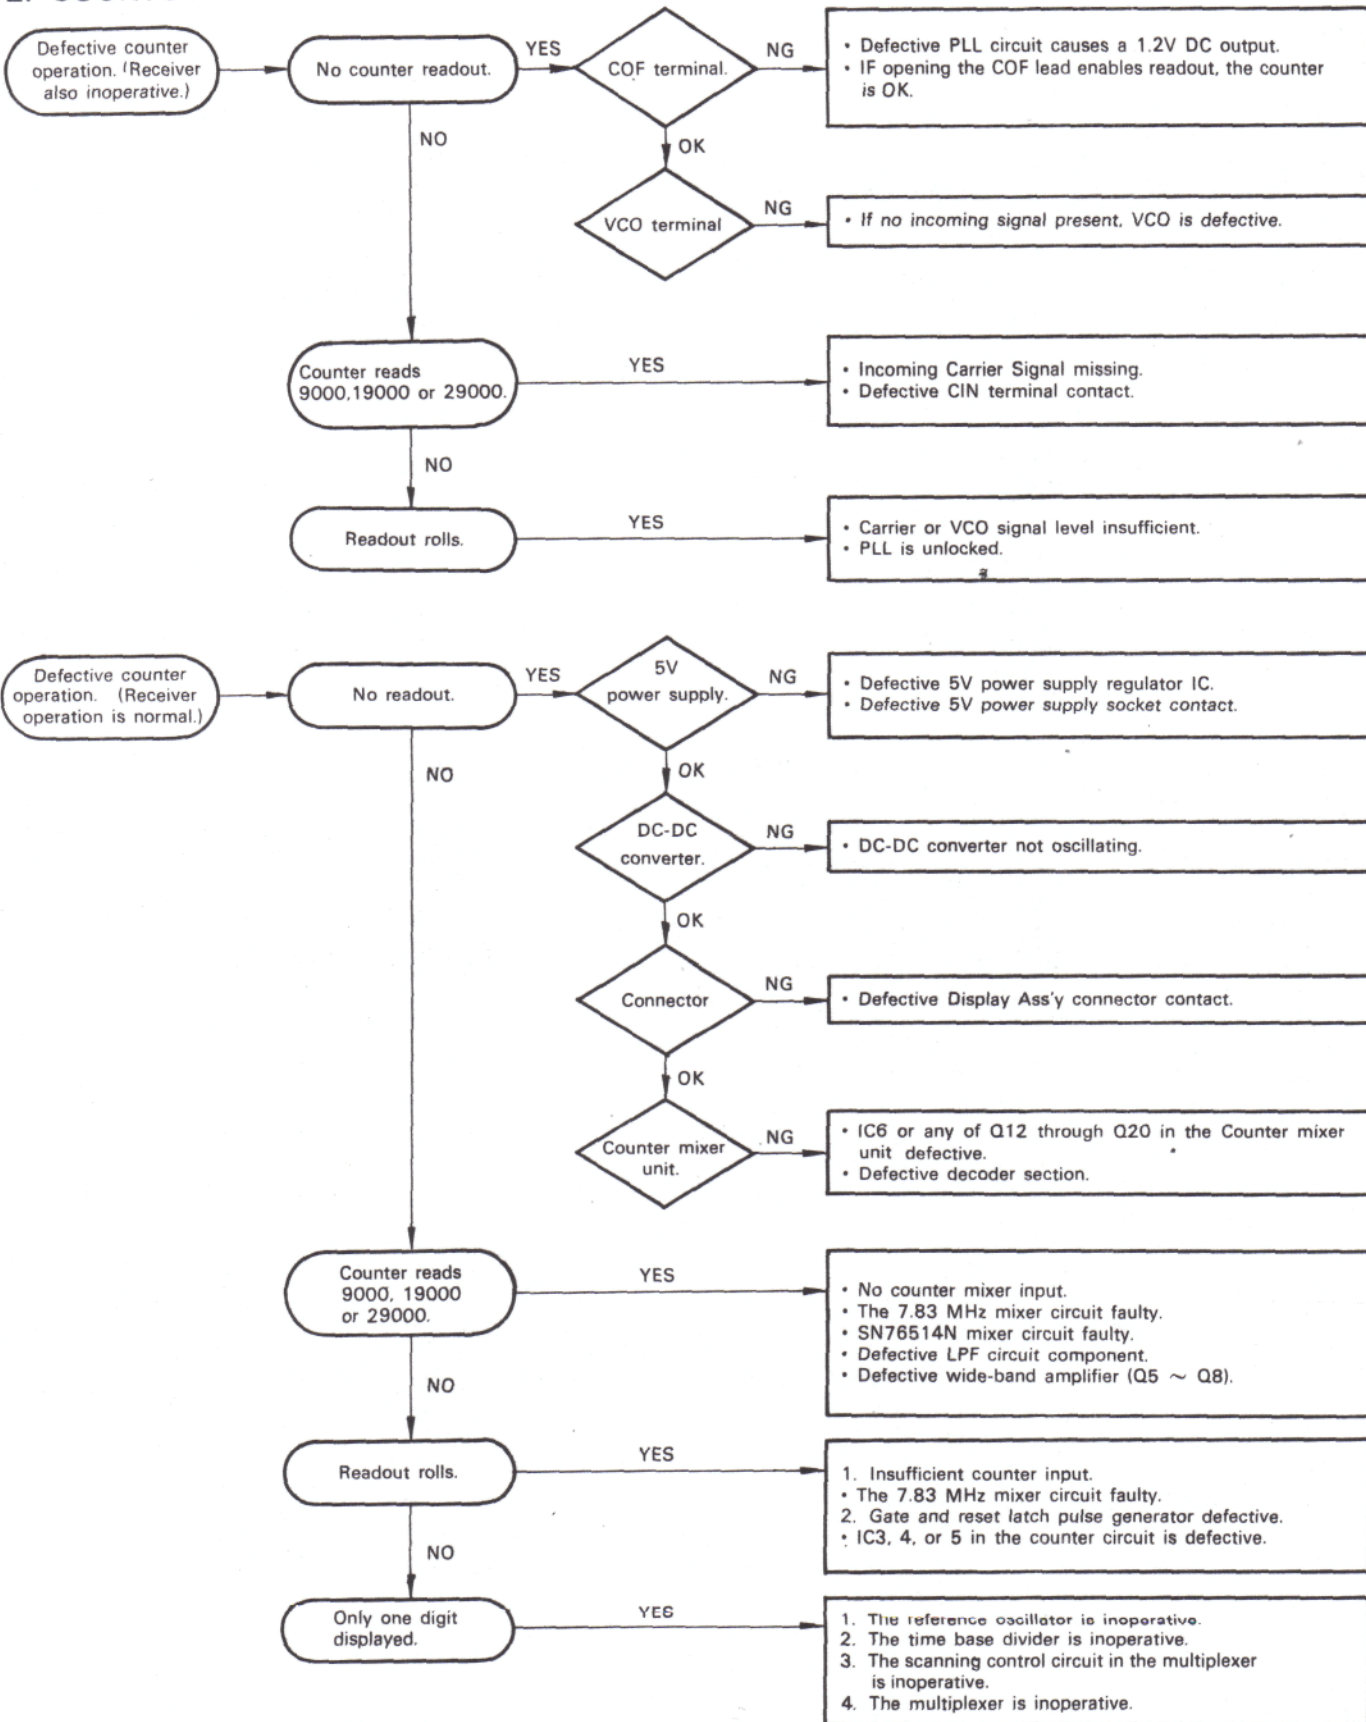 Defective counter
operation. (Receiver
also inoperative.)
No counter readout.
YES
COF terminal.
NG
• Defective PLL circuit causes a 1.2V DC output.
• IF opening the COF lead enables readout, the counter
is OK.
NO
OK
VCO terminal
NG
• If no incoming signal present, VCO is defective.
Counter reads
9000,19000 or 29000.
YES
• Incoming Carrier Signal missing.
• Defective CIN terminal contact.
NO
Readout rolls.
YES
• Carrier or VCO signal level insufficient.
• PLL is unlocked.
Defective counter
operation. (Receiver
operation is normal.)
No readout.
YES
5V
power supply.
NG
• Defective 5V power supply regulator IC.
• Defective 5V power supply socket contact.
NO
OK
DC-DC
converter.
NG
• DC-DC converter not oscillating.
OK
Connector
NG
• Defective Display Ass'y connector contact.
OK
Counter mixer
unit.
NG
• IC6 or any of Q12 through Q20 in the Counter mixer
unit defective.
• Defective decoder section.
Counter reads
9000, 19000
or 29000.
YES
• No counter mixer input.
• The 7.83 MHz mixer circuit faulty.
• SN76514N mixer circuit faulty.
• Defective LPF circuit component.
• Defective wide-band amplifier (Q5 ~ Q8).
NO
Readout rolls.
YES
1. Insufficient counter input.
• The 7.83 MHz mixer circuit faulty.
2. Gate and reset latch pulse generator defective.
• IC3, 4, or 5 in the counter circuit is defective.
NO
Only one digit
displayed.
YES
1. The reference oscillator is inoperative.
2. The time base divider is inoperative.
3. The scanning control circuit in the multiplexer
is inoperative.
4. The multiplexer is inoperative.